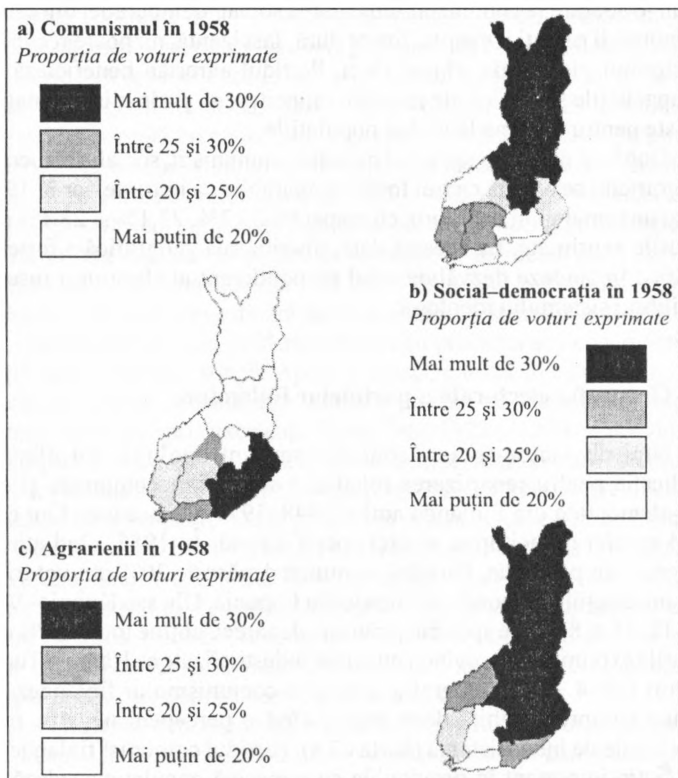 a) Comunismul în 1958
Proporția de voturi exprimate
Mai mult de 30%
Între 25 și 30%
Între 20 și 25%
Mai puțin de 20%
b) Social-democrația în 1958
Proporția de voturi exprimate
Mai mult de 30%
Între 25 și 30%
Între 20 și 25%
Mai puțin de 20%
c) Agrarienii în 1958
Proporția de voturi exprimate
Mai mult de 30%
Între 25 și 30%
Între 20 și 25%
Mai puțin de 20%